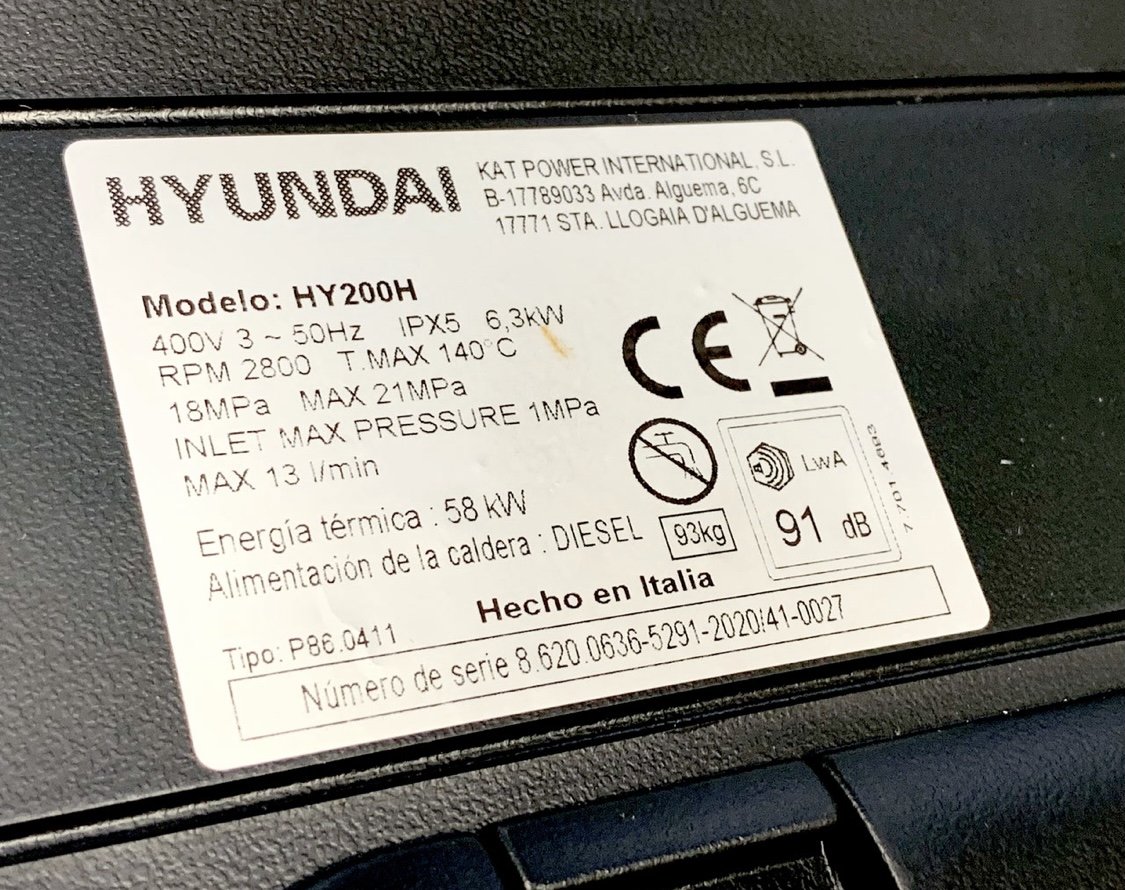 HYUNDAI
KAT POWER INTERNATIONAL, S.L.
B-17789033 Avda. Alguema, 6C
17771 STA. LLOGAIA D'ALGUEMA
Modelo: HY200H
400V 3 ~ 50Hz IPX5 6,3kW
RPM 2800 T.MAX 140°C
18MPa MAX 21MPa
INLET MAX PRESSURE 1MPa
MAX 13 l/min
CE
LwA
91 dB
Energía térmica : 58 kW
Alimentación de la caldera : DIESEL
93kg
Hecho en Italia
Tipo: P86.0411
Número de serie 8.620.0636-5291-2020/41-0027